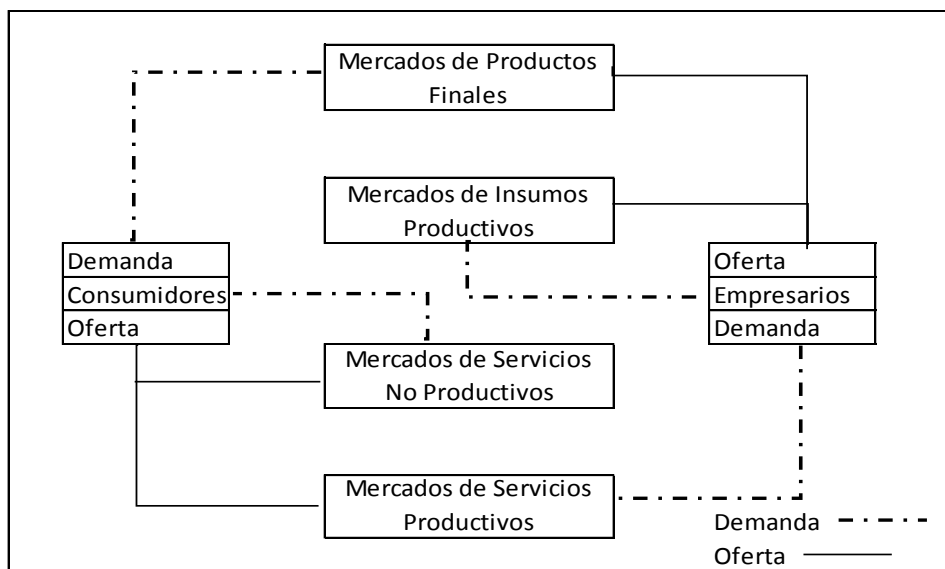 Mercados de Productos
Finales
Mercados de Insumos
Productivos
Demanda
Consumidores
Oferta
Oferta
Empresarios
Demanda
Mercados de Servicios
No Productivos
Mercados de Servicios
Productivos
Demanda
Oferta